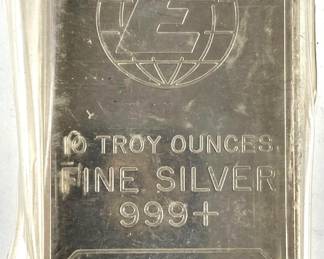 E
10 TROY OUNCES
FINE SILVER
999+